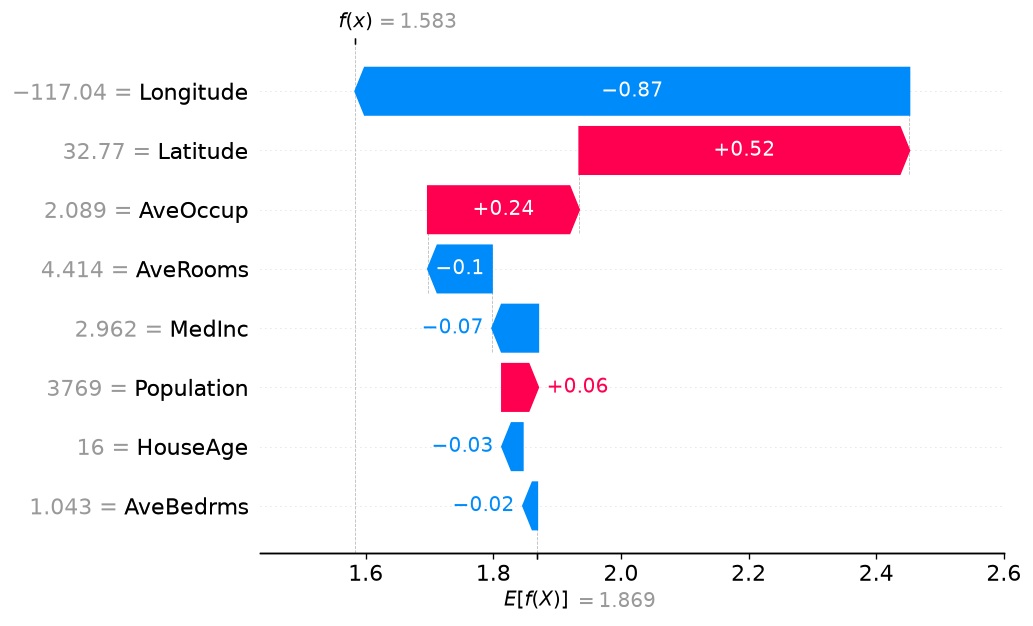 f(x) = 1.583
−117.04 = Longitude −0.87
32.77 = Latitude +0.52
2.089 = AveOccup +0.24
4.414 = AveRooms −0.1
2.962 = MedInc −0.07
3769 = Population +0.06
16 = HouseAge −0.03
1.043 = AveBedrms −0.02
1.6 1.8 2.0 2.2 2.4 2.6
E[f(X)] = 1.869